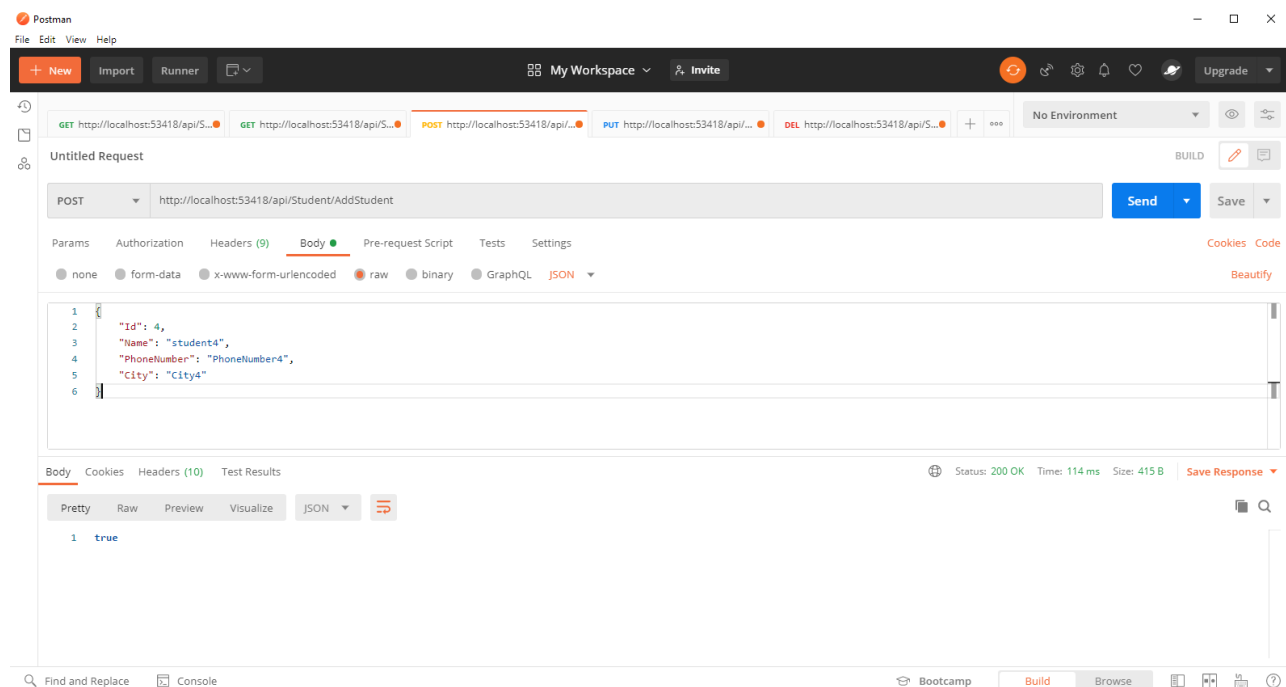 Postman
File Edit View Help
+ New Import Runner My Workspace Invite Upgrade
GET http://localhost:53418/api/S... GET http://localhost:53418/api/S... POST http://localhost:53418/api/... PUT http://localhost:53418/api/... DEL http://localhost:53418/api/S... + ooo No Environment
Untitled Request BUILD
POST http://localhost:53418/api/Student/AddStudent Send Save
Params Authorization Headers (9) Body Pre-request Script Tests Settings Cookies Code
none form-data x-www-form-urlencoded raw binary GraphQL JSON Beautify
1 {
2 "Id": 4,
3 "Name": "student4",
4 "PhoneNumber": "PhoneNumber4",
5 "City": "City4"
6 }
Body Cookies Headers (10) Test Results Status: 200 OK Time: 114 ms Size: 415 B Save Response
Pretty Raw Preview Visualize JSON
1 true
Find and Replace Console Bootcamp Build Browse